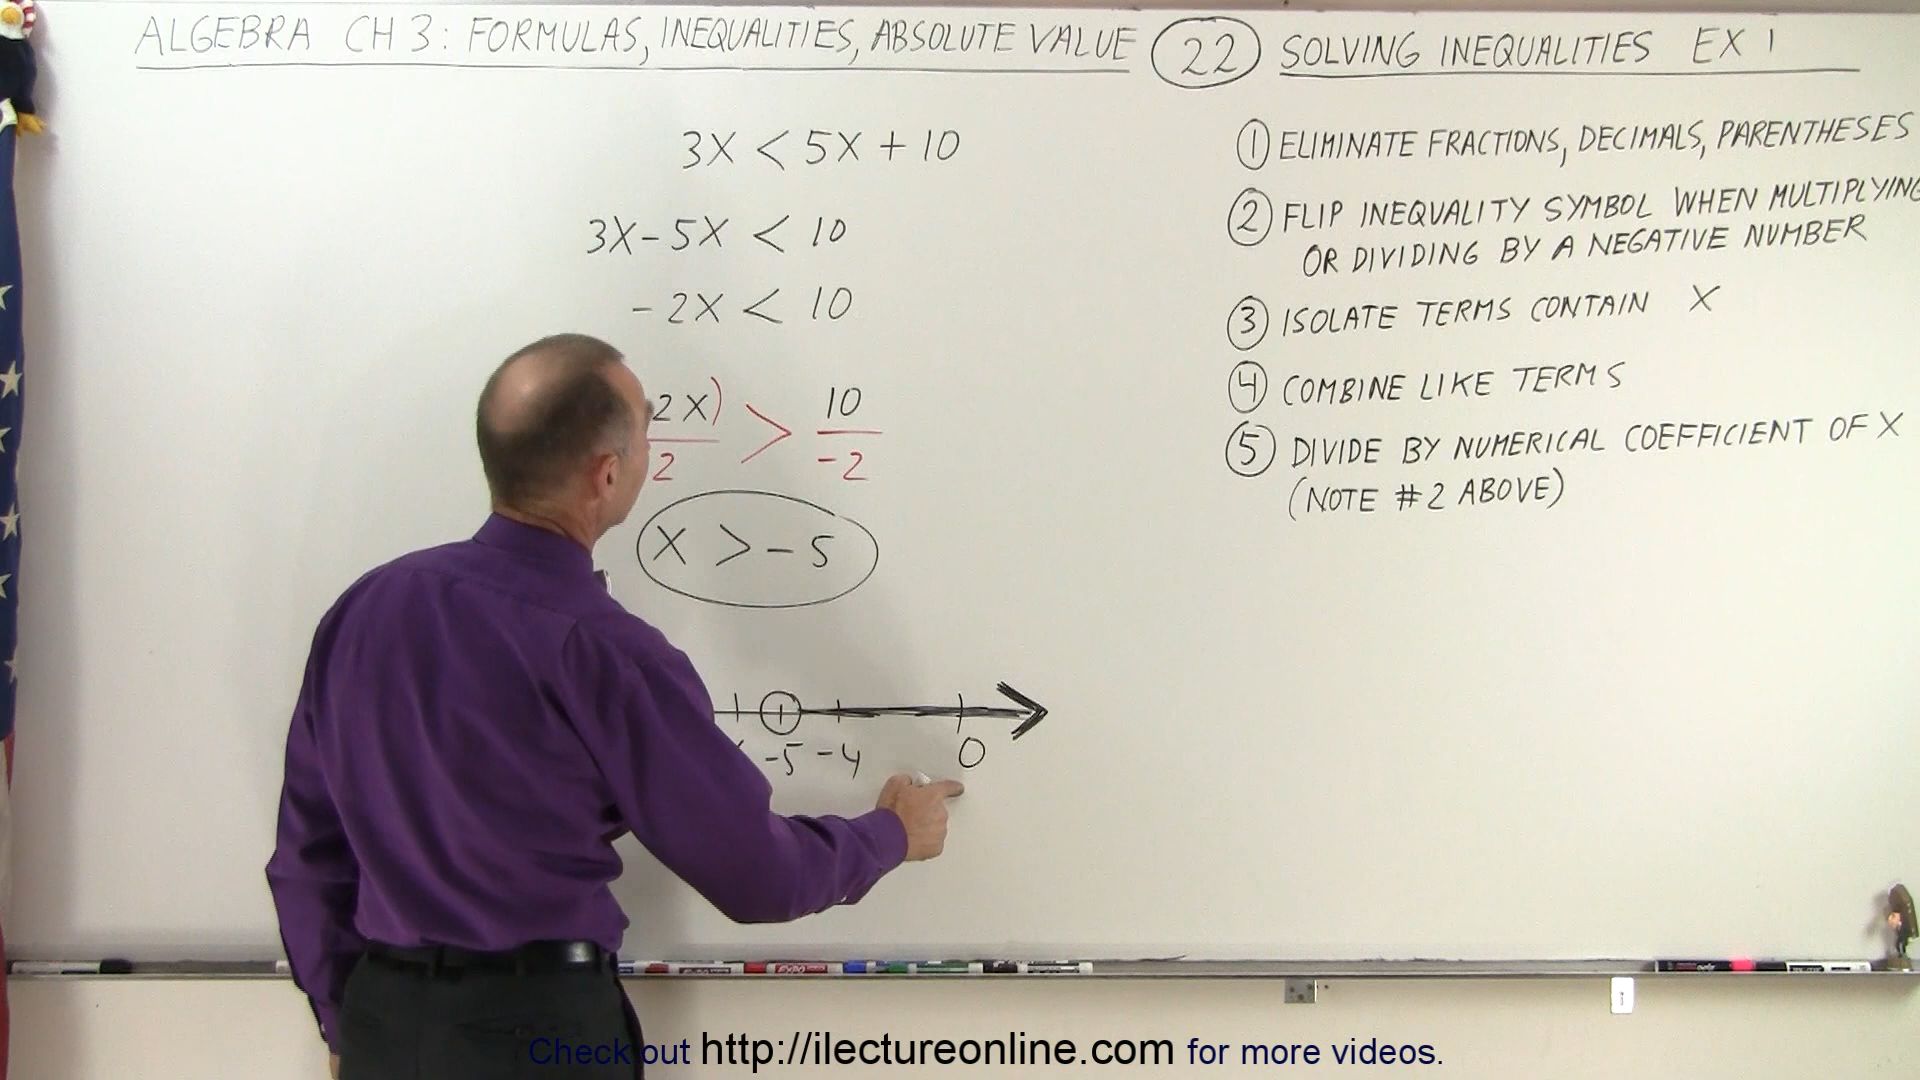 ALGEBRA CH 3: FORMULAS, INEQUALITIES, ABSOLUTE VALUE 22 SOLVING INEQUALITIES EX 1
3X < 5X + 10
3X - 5X < 10
- 2X < 10
2X) > 10
2 -2
X > - 5
-5 -4 0
1 ELIMINATE FRACTIONS, DECIMALS, PARENTHESES
2 FLIP INEQUALITY SYMBOL WHEN MULTIPLYING
OR DIVIDING BY A NEGATIVE NUMBER
3 ISOLATE TERMS CONTAIN X
4 COMBINE LIKE TERMS
5 DIVIDE BY NUMERICAL COEFFICIENT OF X
(NOTE #2 ABOVE)
EXPO
Check out http://ilectureonline.com for more videos.